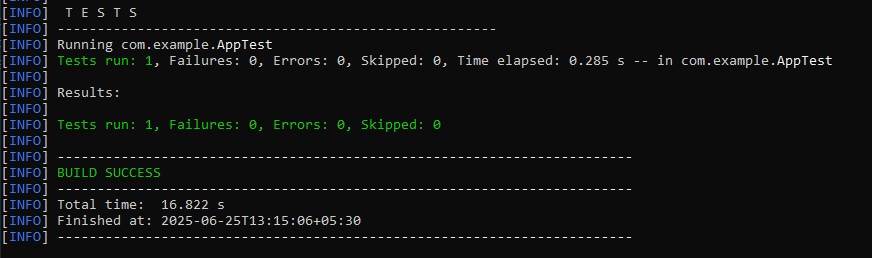 [INFO]
[INFO]  T E S T S
[INFO] -------------------------------------------------------
[INFO] Running com.example.AppTest
[INFO] Tests run: 1, Failures: 0, Errors: 0, Skipped: 0, Time elapsed: 0.285 s -- in com.example.AppTest
[INFO]
[INFO] Results:
[INFO]
[INFO] Tests run: 1, Failures: 0, Errors: 0, Skipped: 0
[INFO]
[INFO] ------------------------------------------------------------------------
[INFO] BUILD SUCCESS
[INFO] ------------------------------------------------------------------------
[INFO] Total time:  16.822 s
[INFO] Finished at: 2025-06-25T13:15:06+05:30
[INFO] ------------------------------------------------------------------------